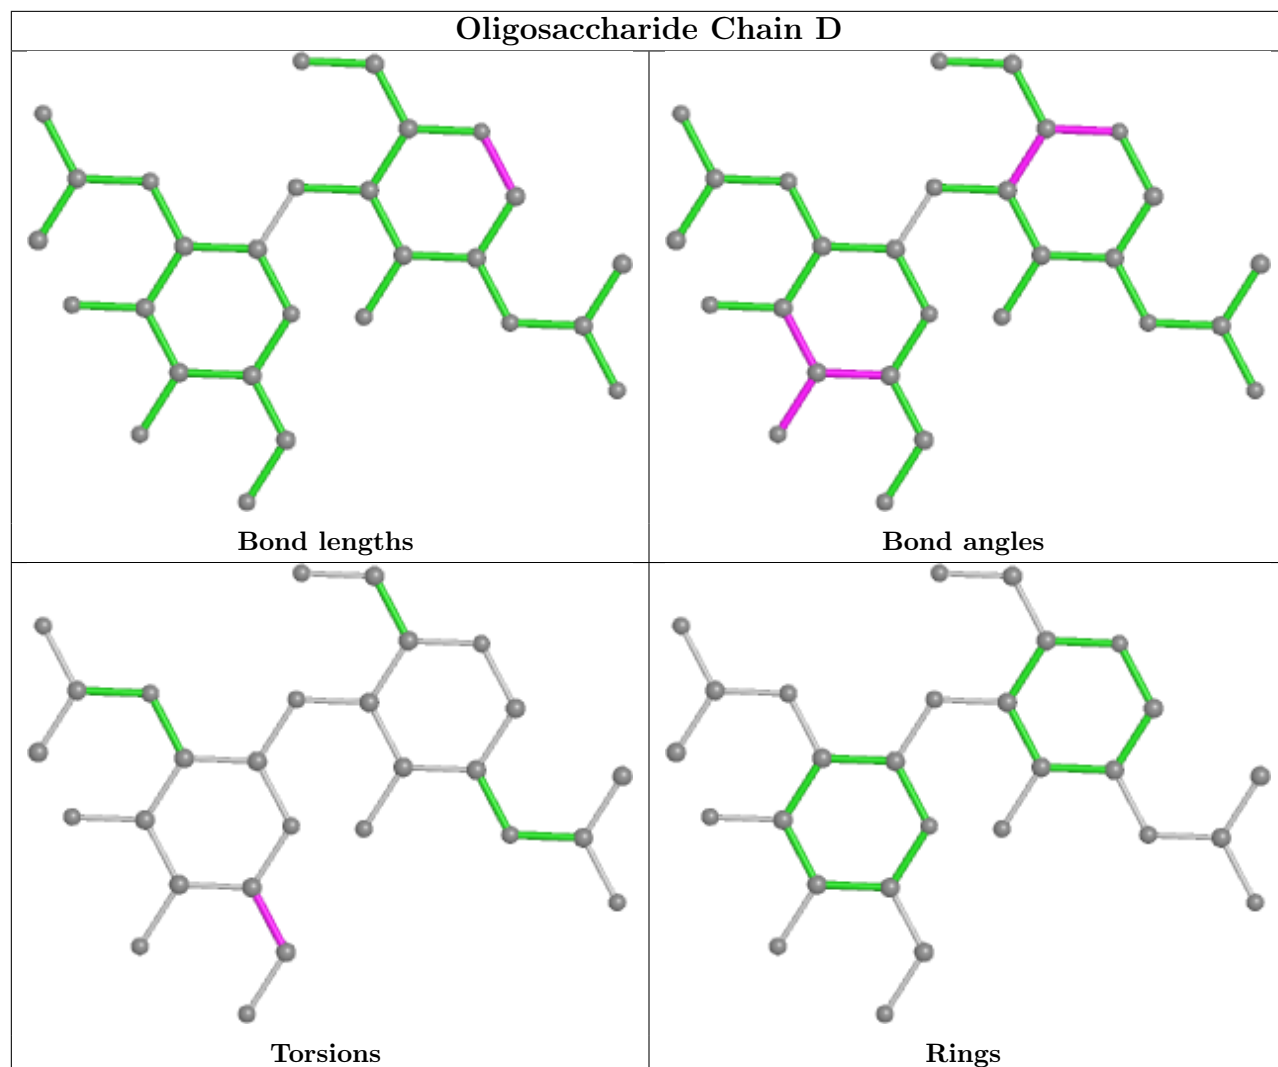 Oligosaccharide Chain D
Bond lengths
Bond angles
Torsions
Rings